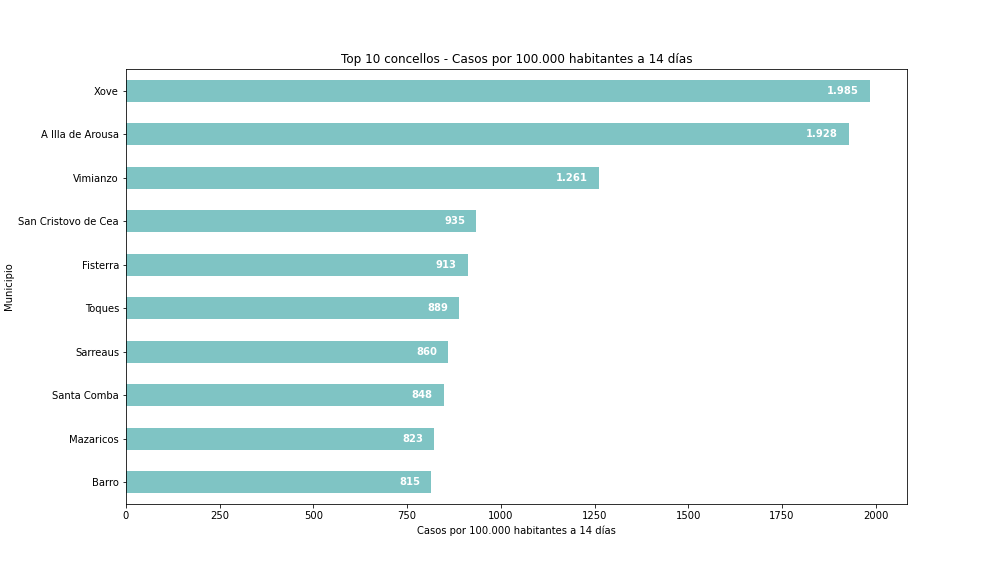 Top 10 concellos - Casos por 100.000 habitantes a 14 días
Municipio
Xove 1.985
A Illa de Arousa 1.928
Vimianzo 1.261
San Cristovo de Cea 935
Fisterra 913
Toques 889
Sarreaus 860
Santa Comba 848
Mazaricos 823
Barro 815
0 250 500 750 1000 1250 1500 1750 2000
Casos por 100.000 habitantes a 14 días